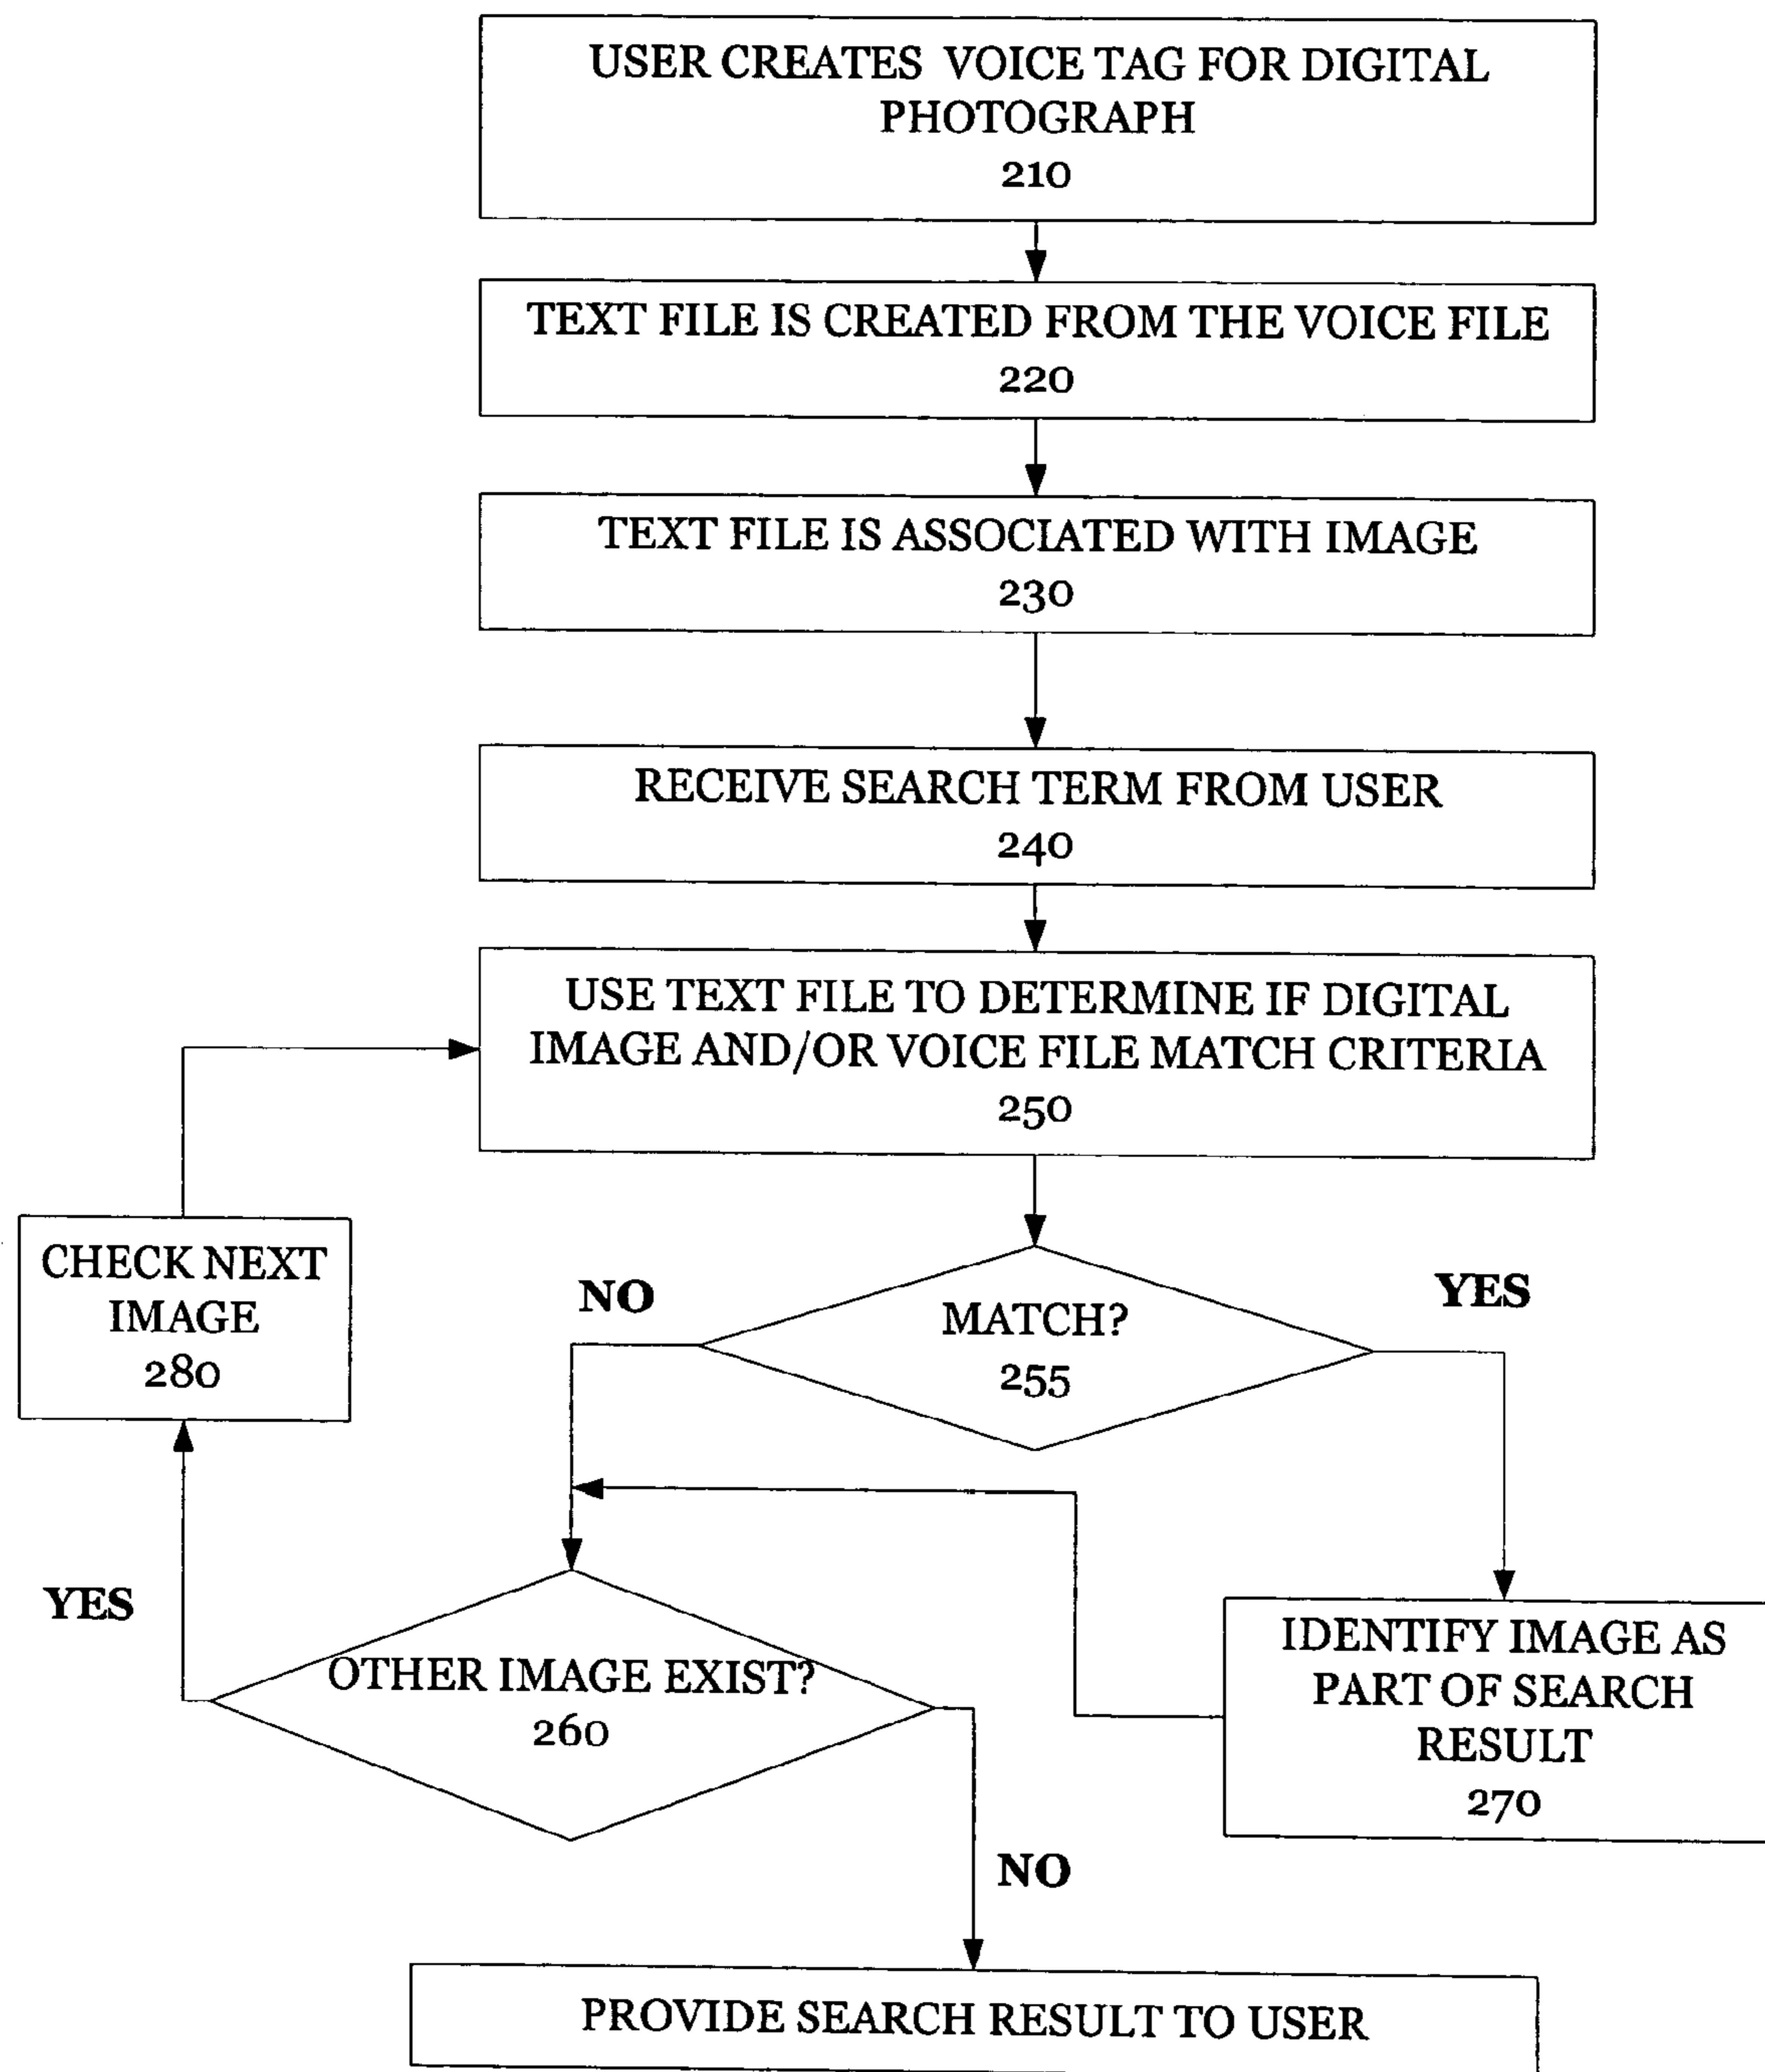 USER CREATES VOICE TAG FOR DIGITAL
PHOTOGRAPH
210
TEXT FILE IS CREATED FROM THE VOICE FILE
220
TEXT FILE IS ASSOCIATED WITH IMAGE
230
RECEIVE SEARCH TERM FROM USER
240
USE TEXT FILE TO DETERMINE IF DIGITAL
IMAGE AND/OR VOICE FILE MATCH CRITERIA
250
CHECK NEXT
IMAGE
280
NO
MATCH?
255
YES
YES
OTHER IMAGE EXIST?
260
IDENTIFY IMAGE AS
PART OF SEARCH
RESULT
270
NO
PROVIDE SEARCH RESULT TO USER